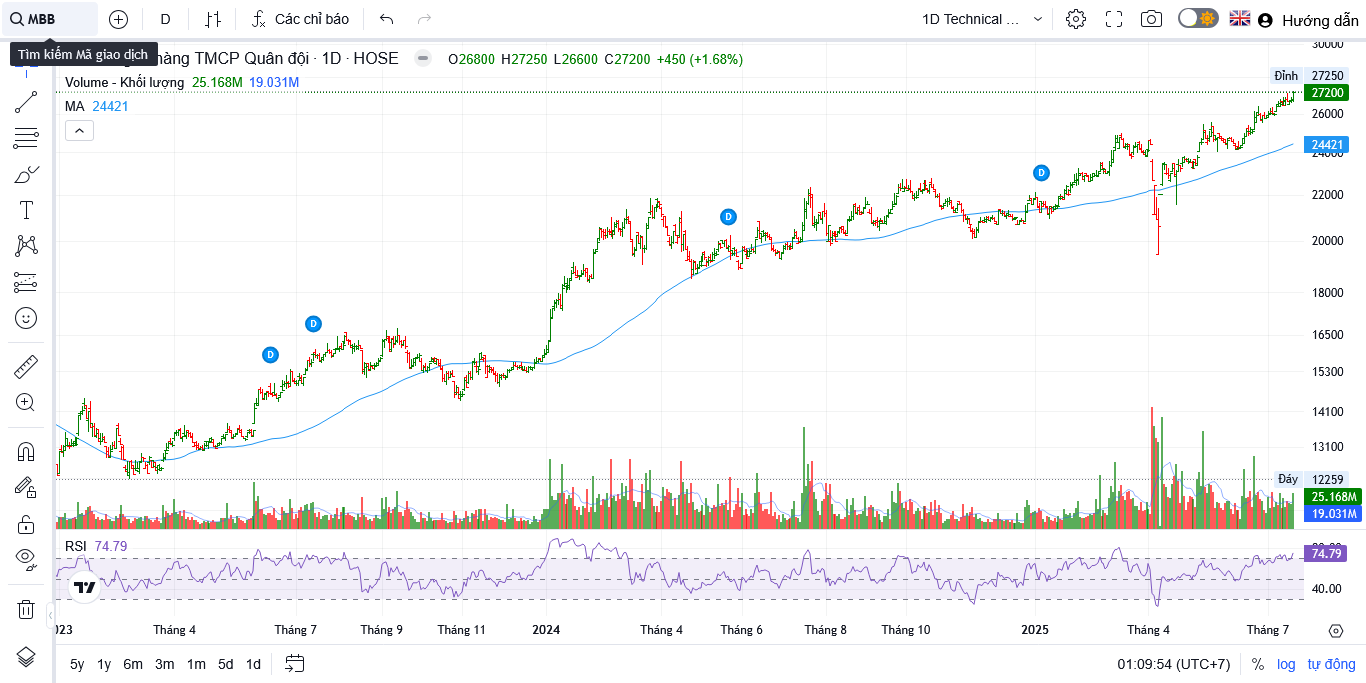 MBB
D
Các chỉ báo
1D Technical ...
Hướng dẫn
Tìm kiếm Mã giao dịch
hàng TMCP Quân đội · 1D · HOSE
O26800 H27250 L26600 C27200 +450 (+1.68%)
Volume - Khối lượng 25.168M 19.031M
MA 24421
30000
Đỉnh 27250
27200
26000
24421
24000
22000
20000
18000
16500
15300
14100
13100
Đáy 12259
25.168M
19.031M
D
D
D
D
RSI 74.79
74.79
40.00
Tháng 4
Tháng 7
Tháng 9
Tháng 11
2024
Tháng 4
Tháng 6
Tháng 8
Tháng 10
2025
Tháng 4
Tháng 7
5y 1y 6m 3m 1m 5d 1d
01:09:54 (UTC+7)
% log tự động